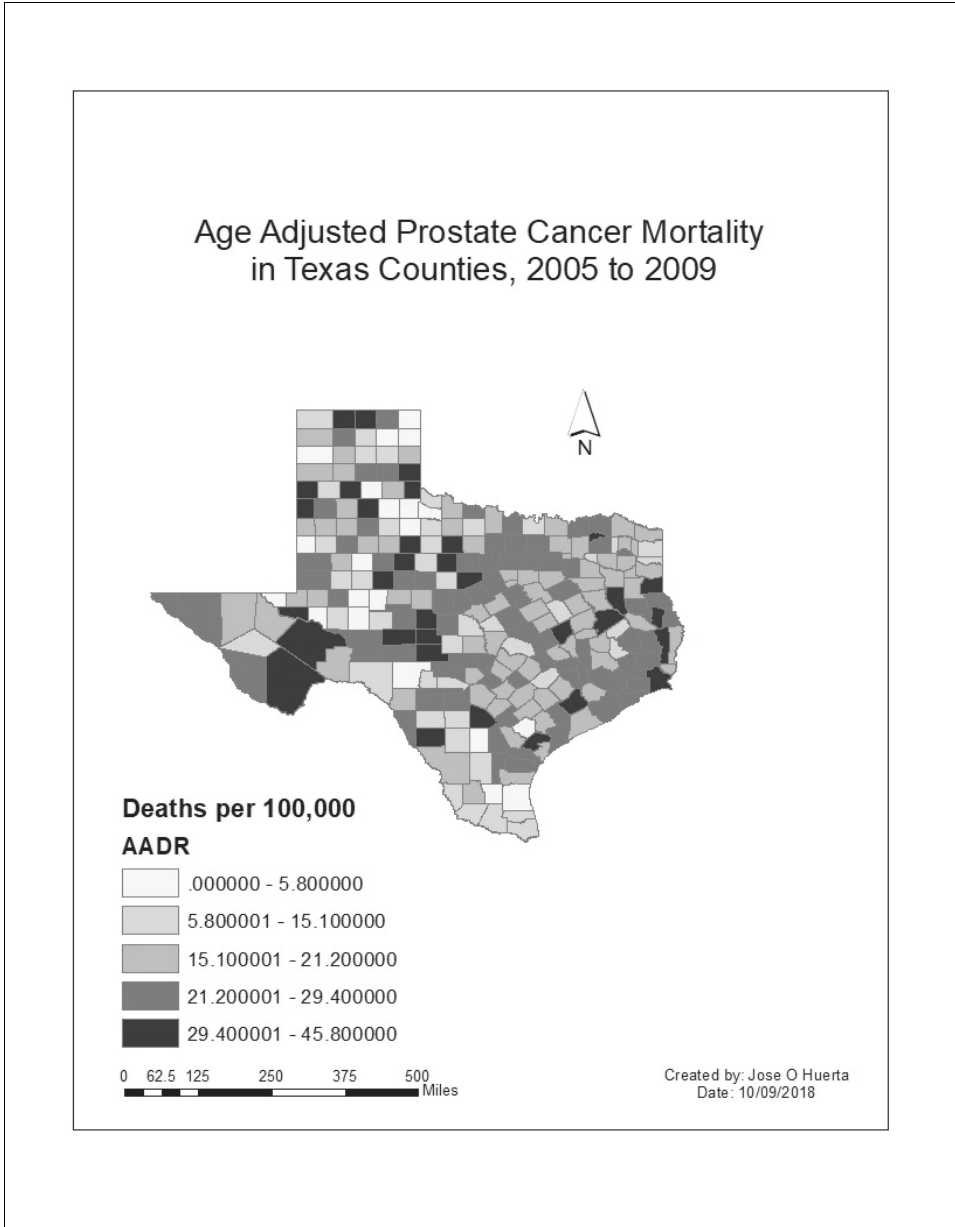 Age Adjusted Prostate Cancer Mortality
in Texas Counties, 2005 to 2009
N
Deaths per 100,000
AADR
.000000 - 5.800000
5.800001 - 15.100000
15.100001 - 21.200000
21.200001 - 29.400000
29.400001 - 45.800000
0 62.5 125 250 375 500
Miles
Created by: Jose O Huerta
Date: 10/09/2018